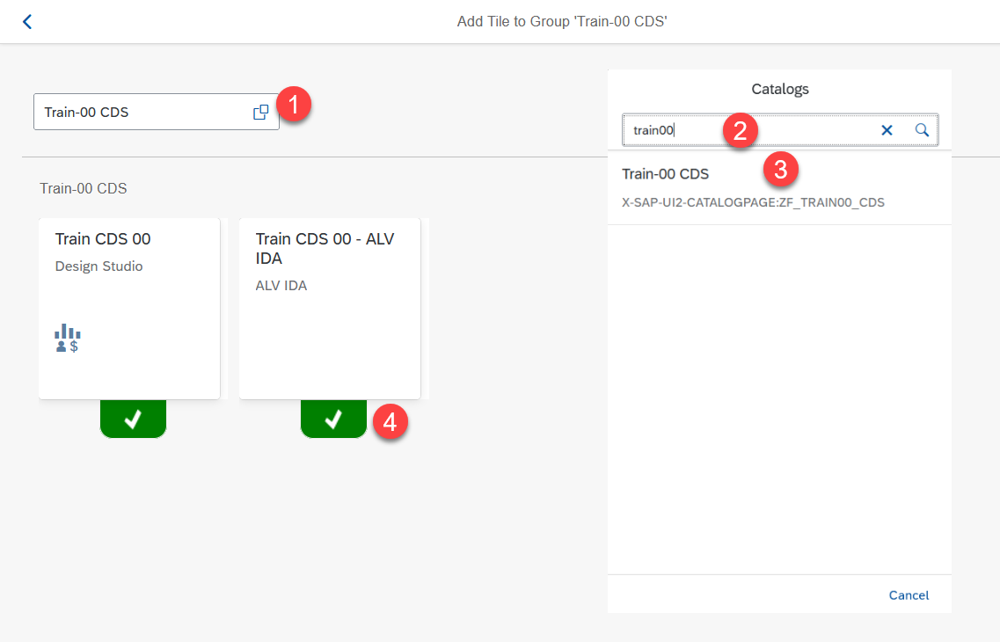 Add Tile to Group 'Train-00 CDS'
Train-00 CDS
1
Catalogs
train00
2
3
Train-00 CDS
X-SAP-UI2-CATALOGPAGE:ZF_TRAIN00_CDS
Train-00 CDS
Train CDS 00
Design Studio
$
Train CDS 00 - ALV
IDA
ALV IDA
4
Cancel